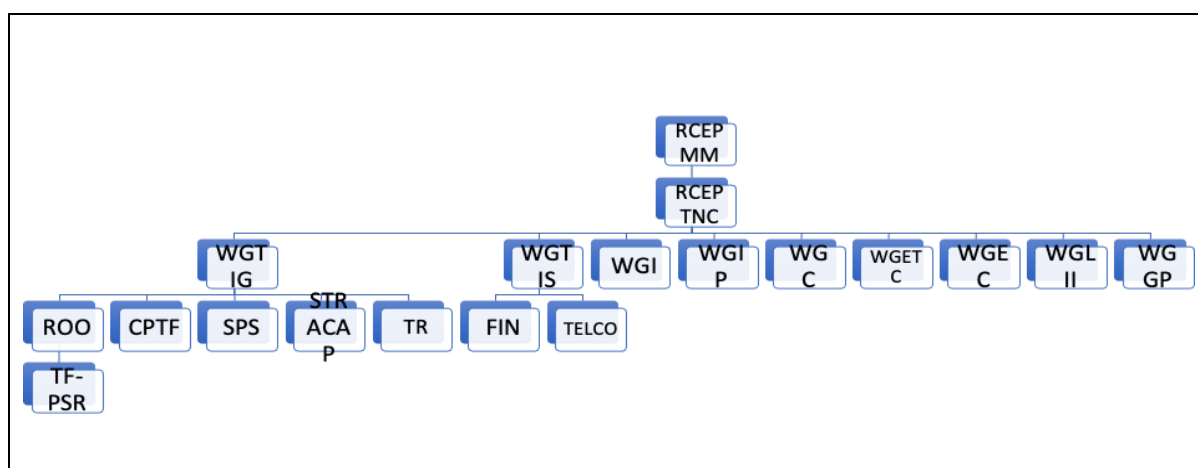 RCEP
MM
RCEP
TNC
WGT
IG
WGT
IS
WGI
WGI
P
WG
C
WGET
C
WGE
C
WGL
II
WG
GP
ROO
CPTF
SPS
STR
ACA
P
TR
FIN
TELCO
TF-
PSR